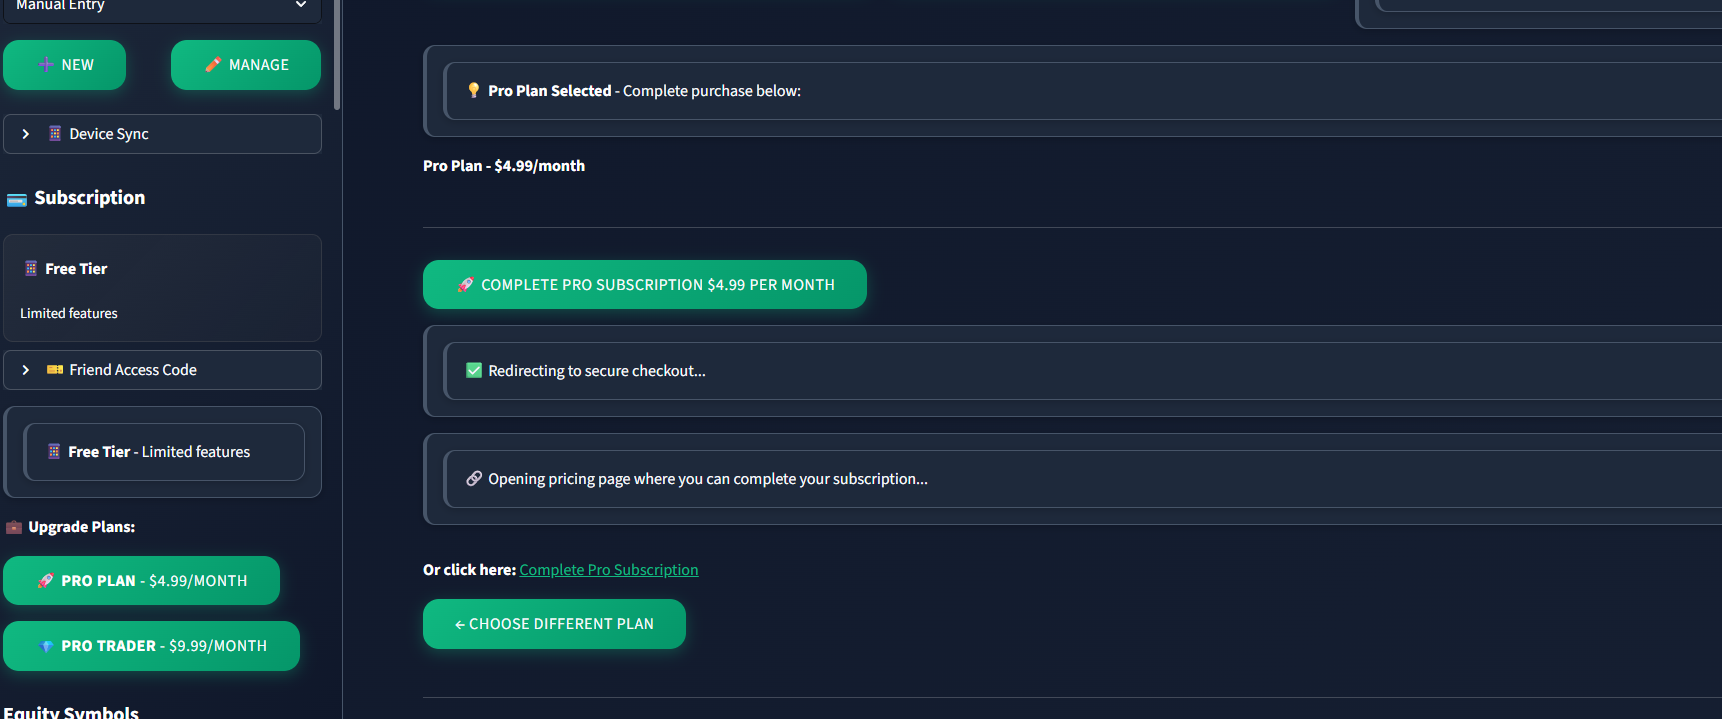 Manual Entry
NEW
MANAGE
Device Sync
Subscription
Free Tier
Limited features
Friend Access Code
Free Tier - Limited features
Upgrade Plans:
PRO PLAN - $4.99/MONTH
PRO TRADER - $9.99/MONTH
Equity Symbols
Pro Plan Selected - Complete purchase below:
Pro Plan - $4.99/month
COMPLETE PRO SUBSCRIPTION $4.99 PER MONTH
Redirecting to secure checkout...
Opening pricing page where you can complete your subscription...
Or click here: Complete Pro Subscription
← CHOOSE DIFFERENT PLAN